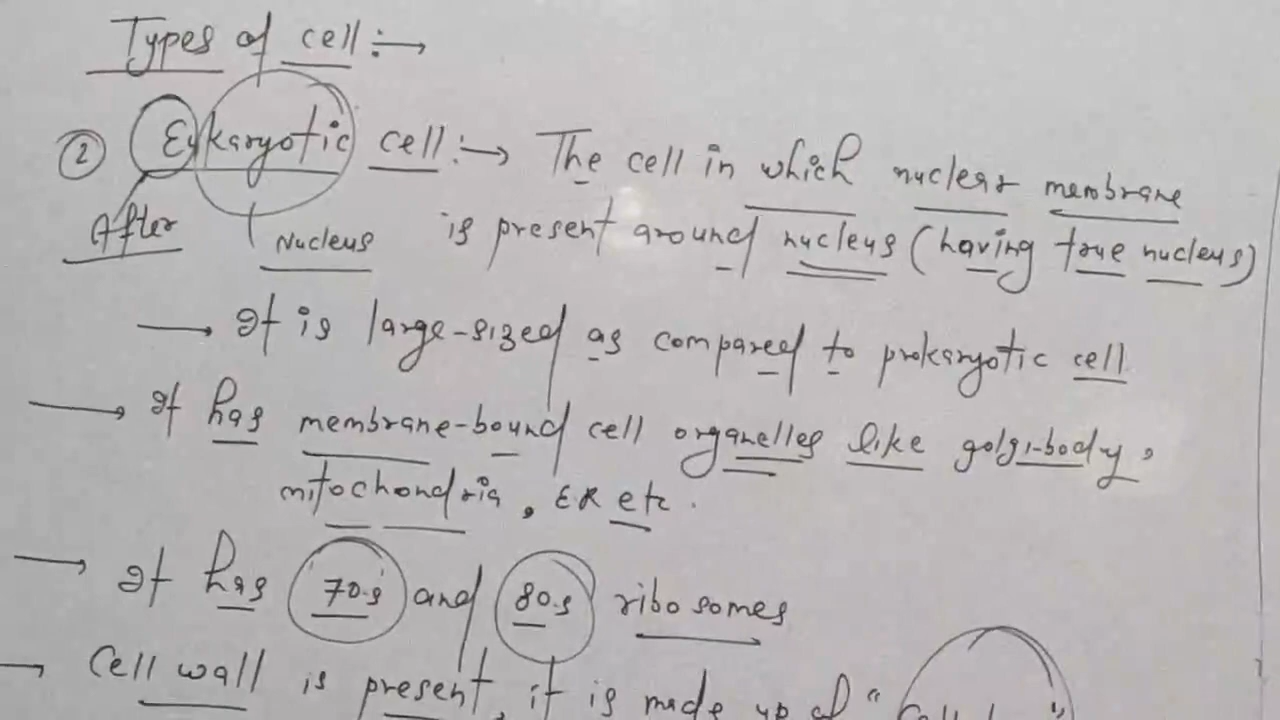 Types of cell :→
② Eukaryotic cell :→ The cell in which nuclear membrane
After Nucleus is present around nucleus (having true nucleus)
→ It is large-sized as compared to prokaryotic cell
→ It has membrane-bound cell organelles like golgi-body,
mitochondria, ER etc.
→ It has 70s and 80s ribosomes
→ Cell wall is present, it is made up of "